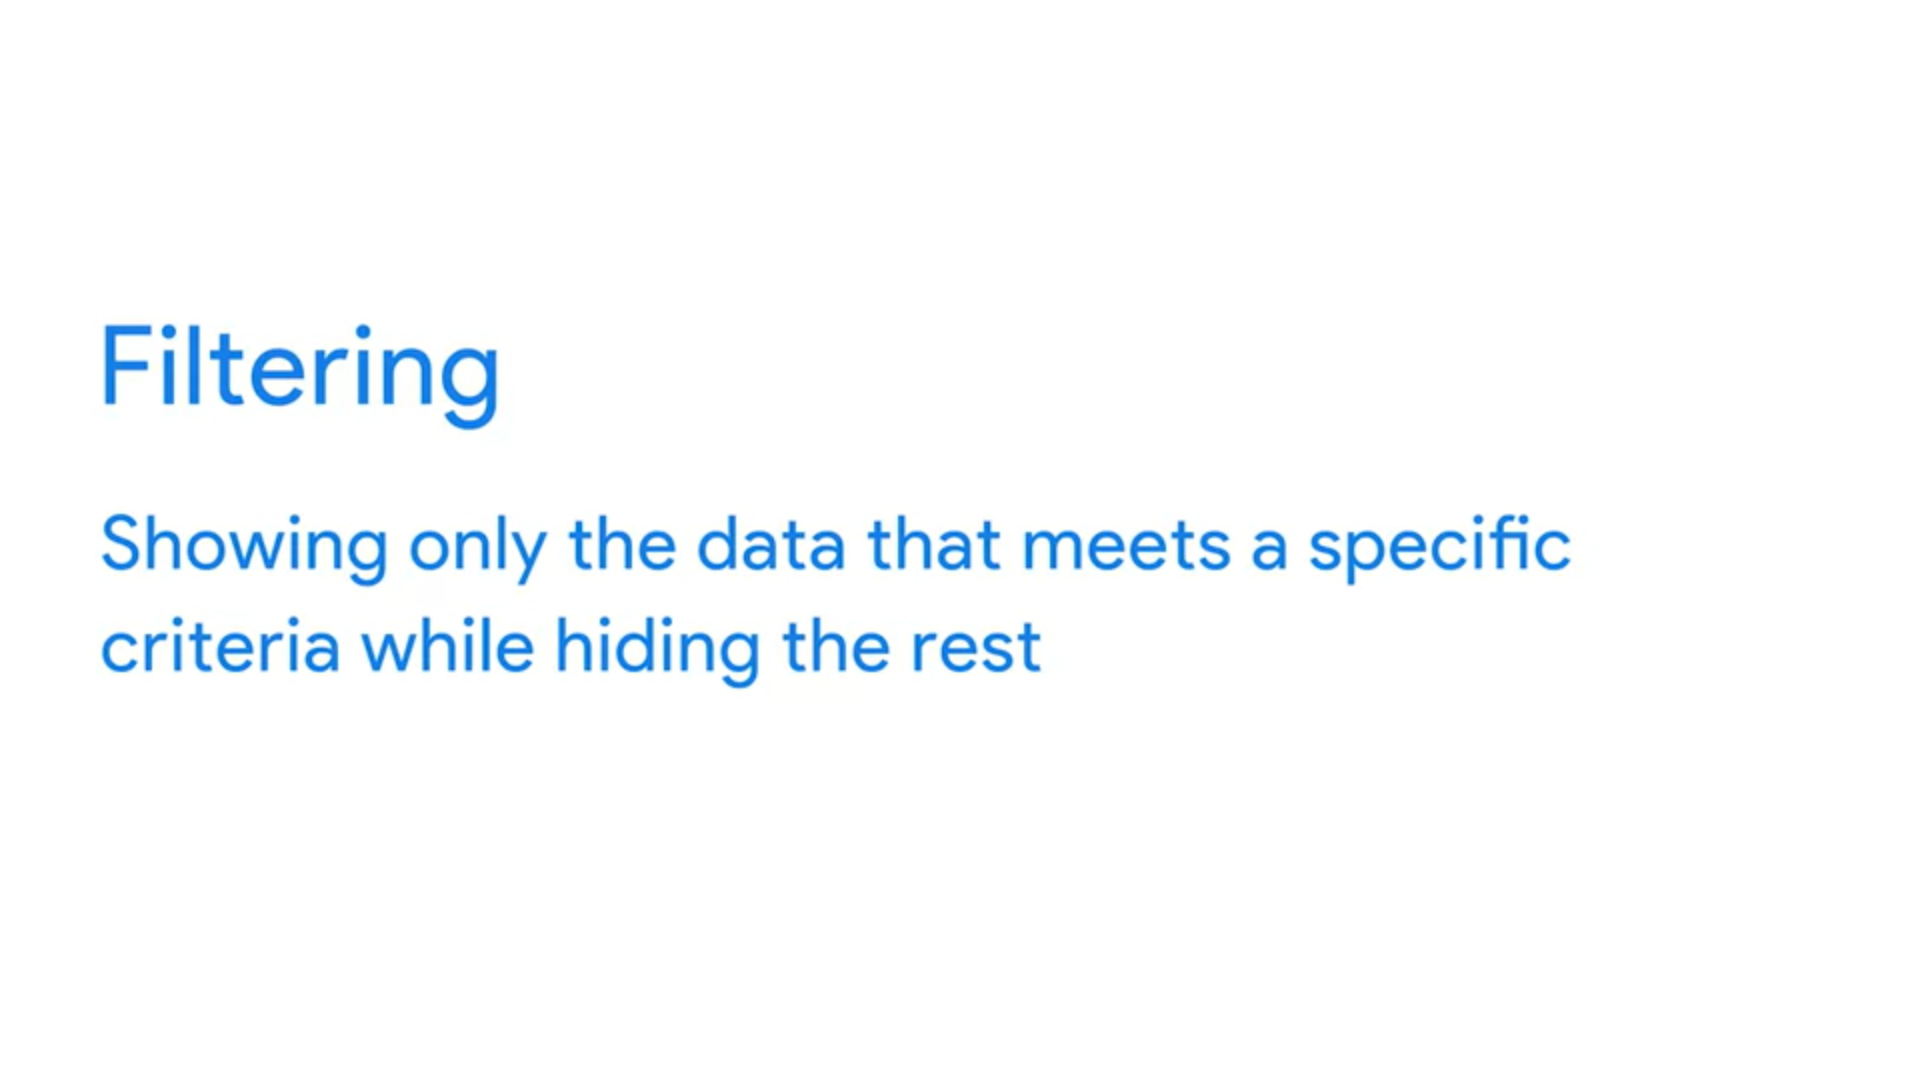 Filtering
Showing only the data that meets a specific
criteria while hiding the rest